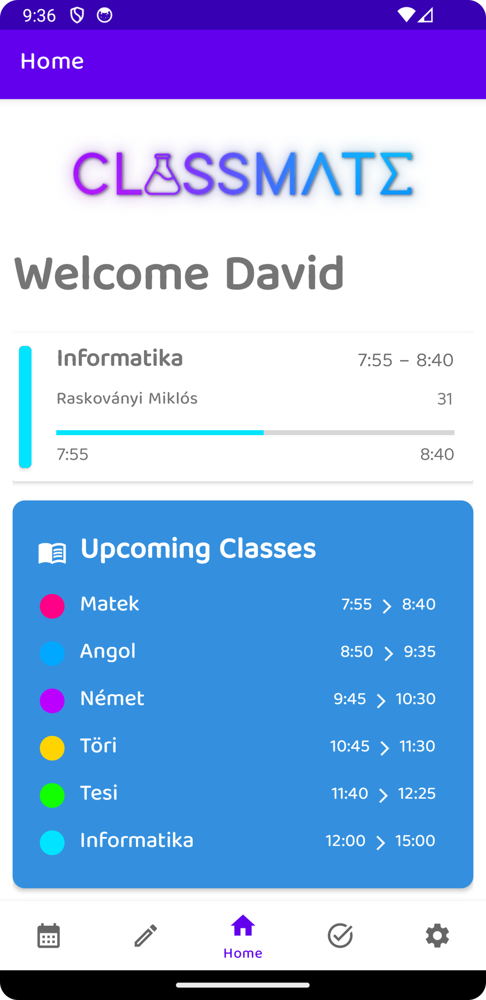 9:36
Home
CLASSMATE
Welcome David
Informatika 7:55 – 8:40
Raskoványi Miklós 31
7:55 8:40
Upcoming Classes
Matek 7:55 8:40
Angol 8:50 9:35
Német 9:45 10:30
Töri 10:45 11:30
Tesi 11:40 12:25
Informatika 12:00 15:00
Home